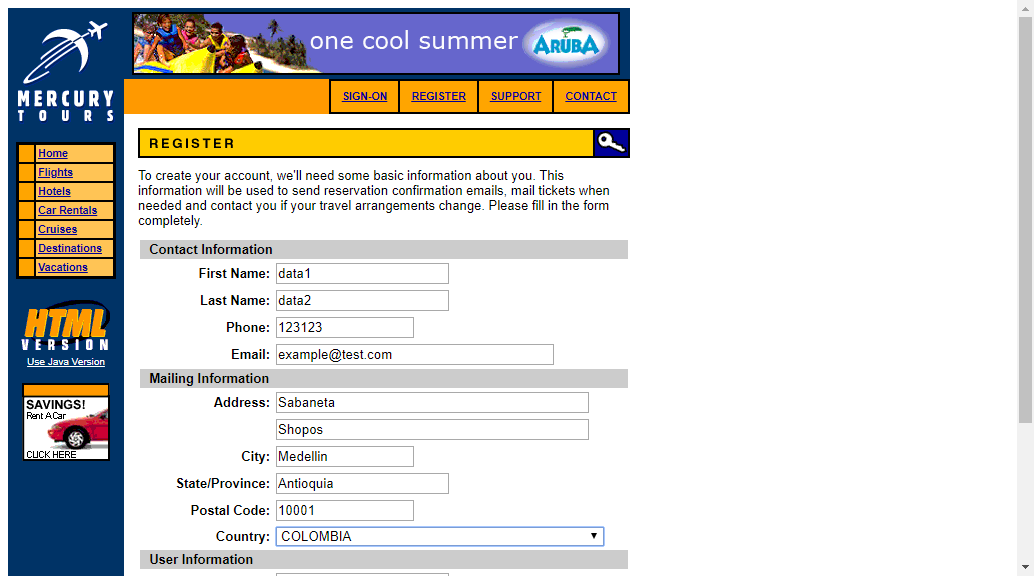 one cool summer ARUBA
MERCURY
TOURS
SIGN-ON REGISTER SUPPORT CONTACT
Home
Flights
Hotels
Car Rentals
Cruises
Destinations
Vacations
HTML
VERSION
Use Java Version
SAVINGS!
Rent A Car
CLICK HERE
REGISTER
To create your account, we'll need some basic information about you. This
information will be used to send reservation confirmation emails, mail tickets when
needed and contact you if your travel arrangements change. Please fill in the form
completely.
Contact Information
First Name: data1
Last Name: data2
Phone: 123123
Email: example@test.com
Mailing Information
Address: Sabaneta
Shopos
City: Medellin
State/Province: Antioquia
Postal Code: 10001
Country: COLOMBIA
User Information